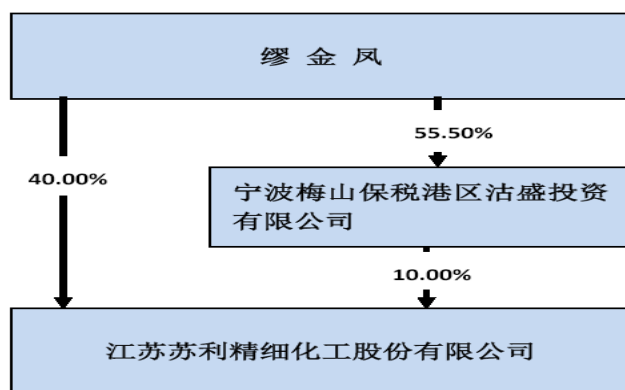 缪 金 凤
55.50%
40.00%
宁波梅山保税港区沽盛投资
有限公司
10.00%
江苏苏利精细化工股份有限公司